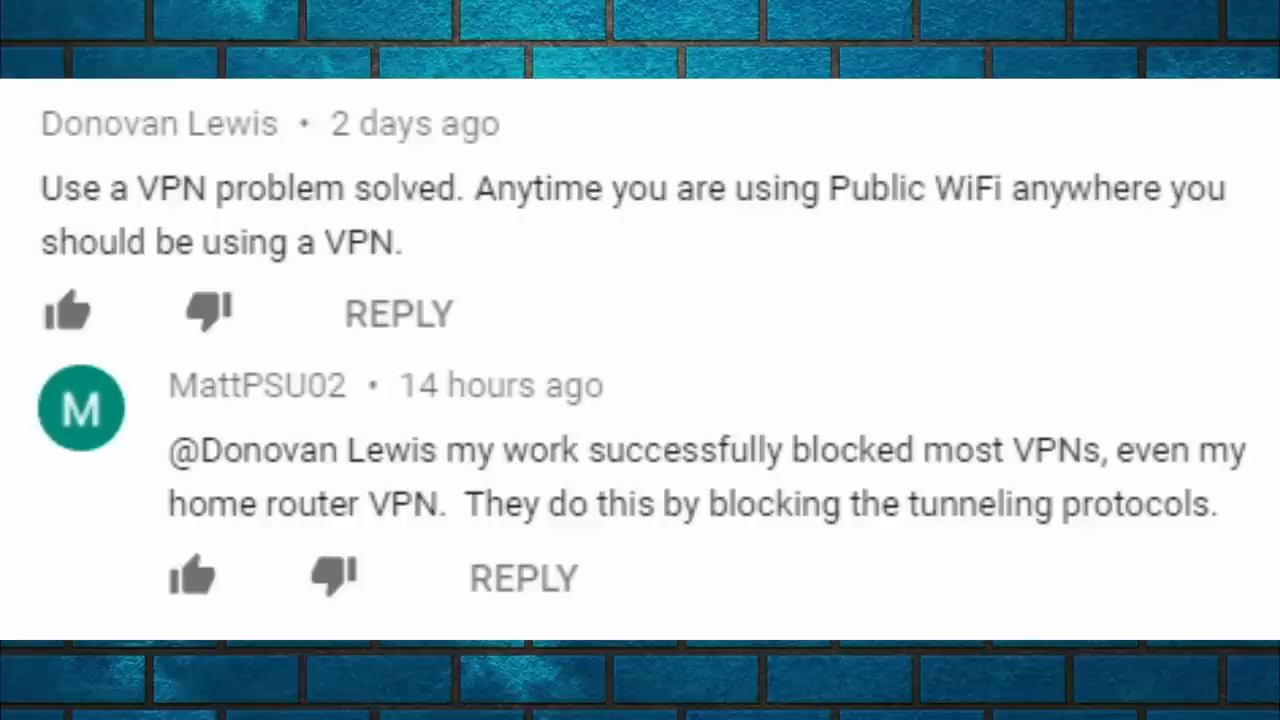 Donovan Lewis • 2 days ago
Use a VPN problem solved. Anytime you are using Public WiFi anywhere you
should be using a VPN.
REPLY
M
MattPSU02 • 14 hours ago
@Donovan Lewis my work successfully blocked most VPNs, even my
home router VPN.  They do this by blocking the tunneling protocols.
REPLY